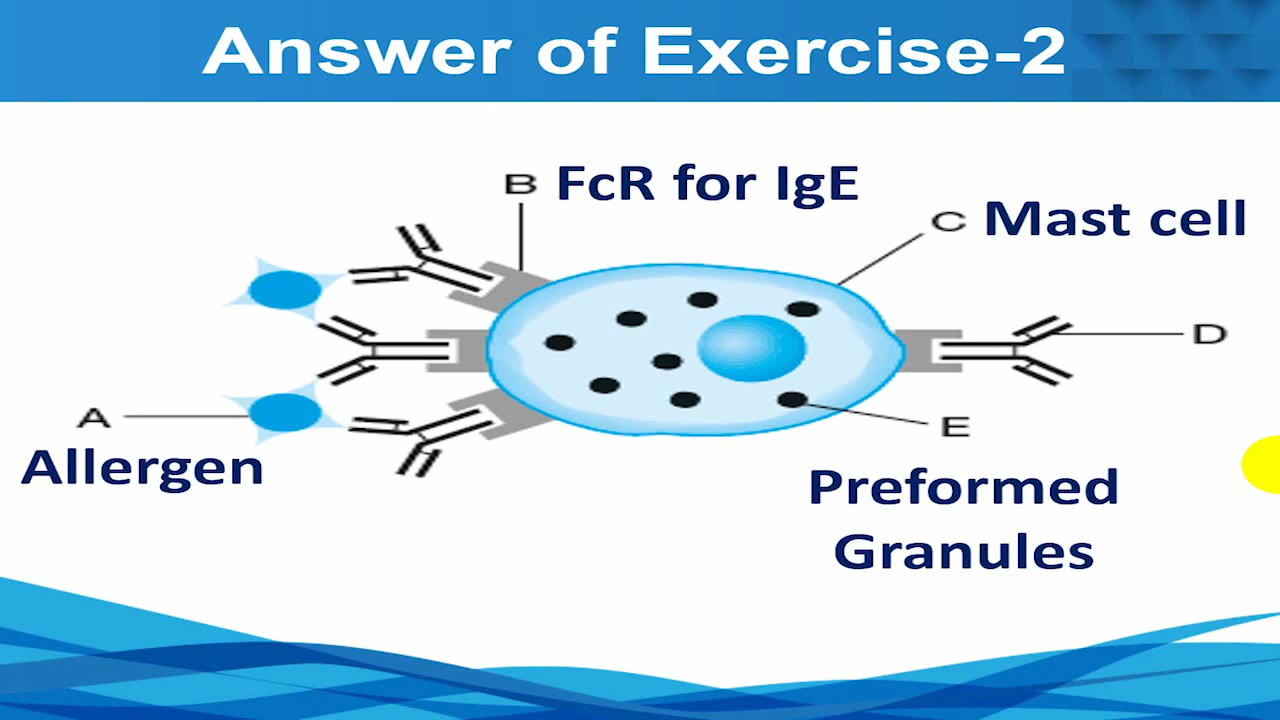 Answer of Exercise-2
B FcR for IgE
C Mast cell
D
A
E
Allergen
Preformed
Granules